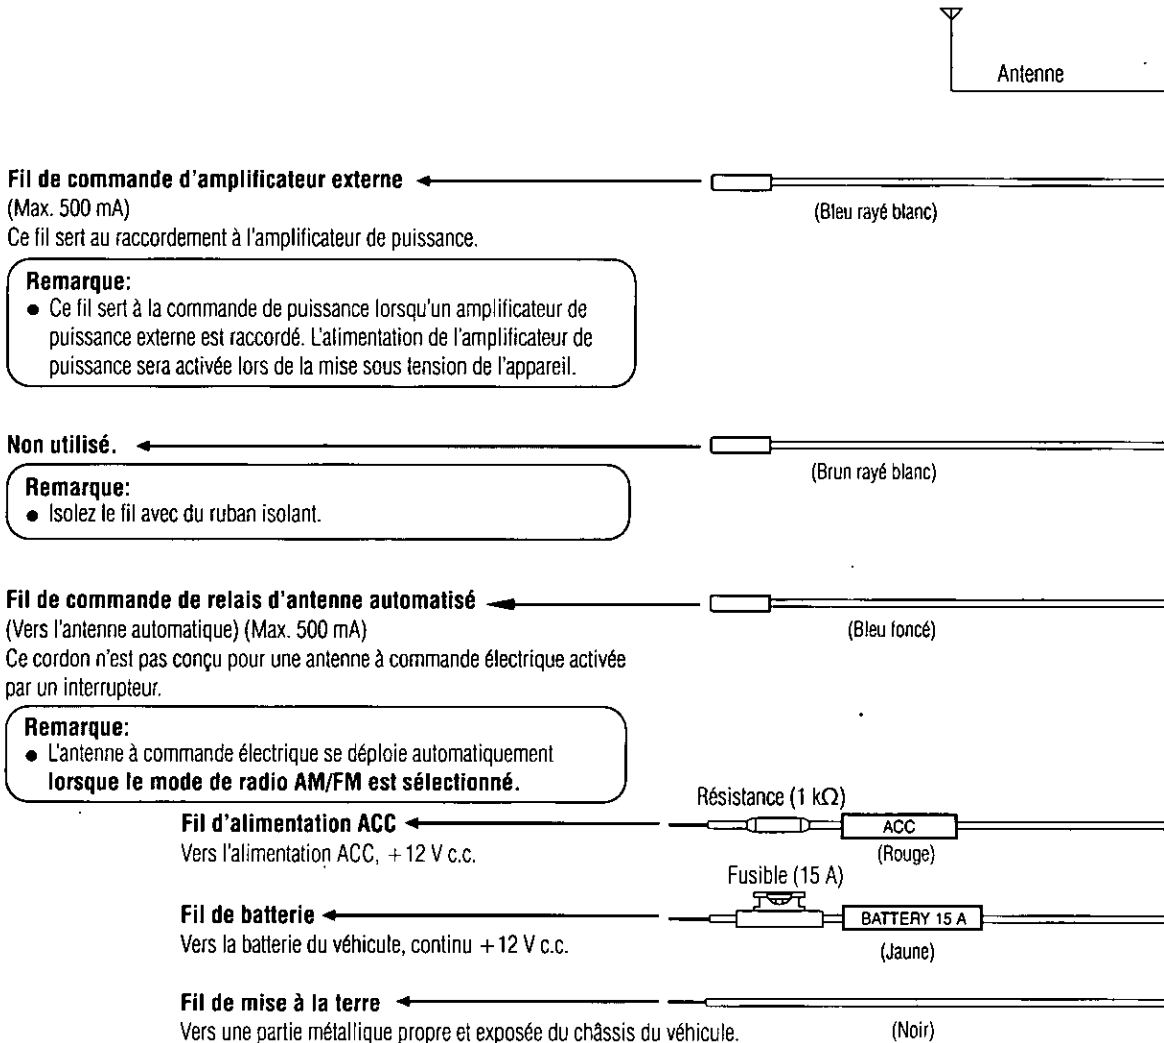 Antenne
Fil de commande d'amplificateur externe
(Max. 500 mA)
(Bleu rayé blanc)
Ce fil sert au raccordement à l'amplificateur de puissance.
Remarque:
● Ce fil sert à la commande de puissance lorsqu'un amplificateur de
puissance externe est raccordé. L'alimentation de l'amplificateur de
puissance sera activée lors de la mise sous tension de l'appareil.
Non utilisé.
(Brun rayé blanc)
Remarque:
● Isolez le fil avec du ruban isolant.
Fil de commande de relais d'antenne automatisé
(Vers l'antenne automatique) (Max. 500 mA)
(Bleu foncé)
Ce cordon n'est pas conçu pour une antenne à commande électrique activée
par un interrupteur.
Remarque:
● L'antenne à commande électrique se déploie automatiquement
lorsque le mode de radio AM/FM est sélectionné.
Résistance (1 kΩ)
Fil d'alimentation ACC
ACC
Vers l'alimentation ACC, +12 V c.c.
(Rouge)
Fusible (15 A)
Fil de batterie
BATTERY 15 A
Vers la batterie du véhicule, continu +12 V c.c.
(Jaune)
Fil de mise à la terre
Vers une partie métallique propre et exposée du châssis du véhicule.
(Noir)